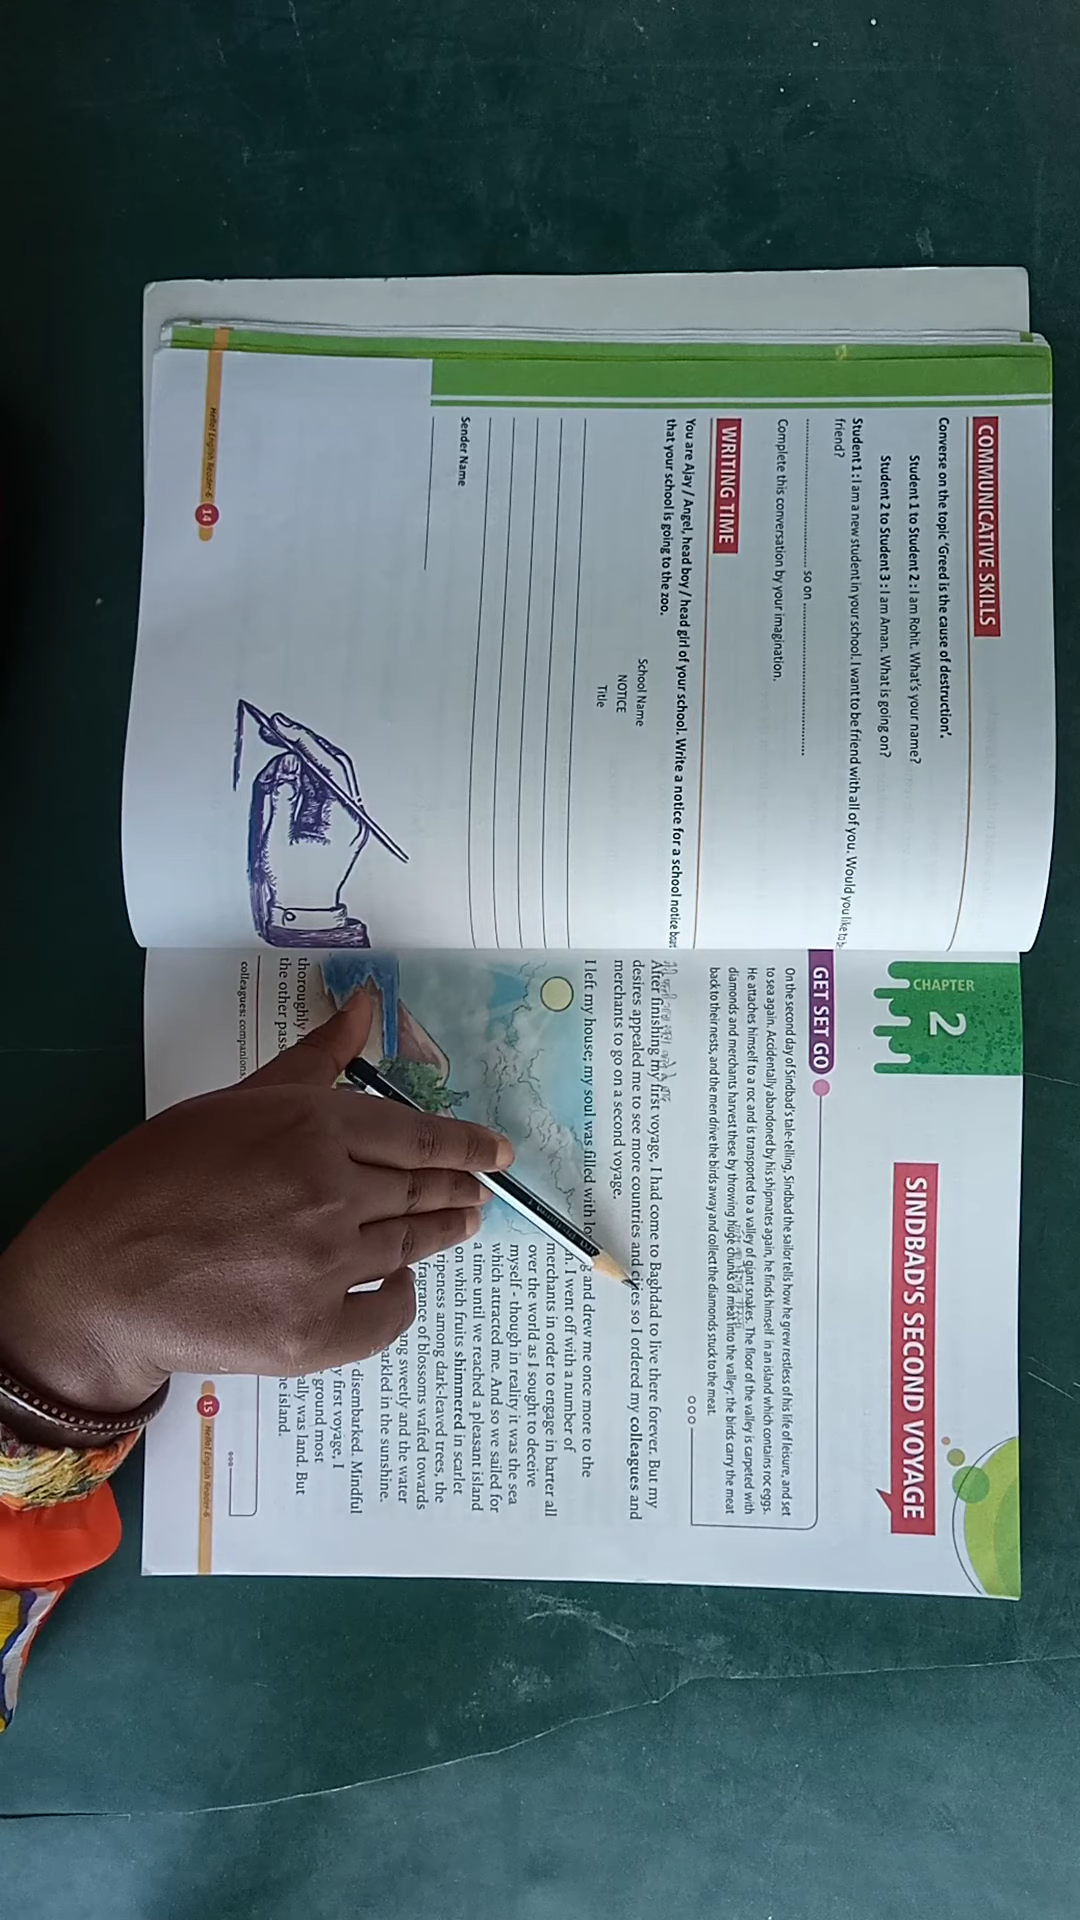 COMMUNICATIVE SKILLS
Converse on the topic 'Greed is the cause of destruction'.
Student 1 to Student 2 : I am Rohit. What's your name?
Student 2 to Student 3 : I am Aman. What is going on?
Student 1 : I am a new student in your school. I want to be friend with all of you. Would you like to
friend?
so on
Complete this conversation by your imagination.
WRITING TIME
You are Ajay / Angel, head boy / head girl of your school. Write a notice for a school notice
that your school is going to the zoo.
School Name
NOTICE
Title
Sender Name
Hello! English Reader-6 14
CHAPTER
2
SINDBAD'S SECOND VOYAGE
GET SET GO
On the second day of Sindbad's tale-telling, Sindbad the sailor tells how he grew restless of his life of leisure, and set
to sea again. Accidentally abandoned by his shipmates again, he finds himself in an island which contains roc eggs.
He attaches himself to a roc and is transported to a valley of giant snakes. The floor of the valley is carpeted with
diamonds and merchants harvest these by throwing huge chunks of meat into the valley: the birds carry the meat
back to their nests, and the men drive the birds away and collect the diamonds stuck to the meat.
After finishing my first voyage, I had come to Baghdad to live there forever. But my
desires appealed me to see more countries and cities so I ordered my colleagues and
merchants to go on a second voyage.
I left my house; my soul was filled with and drew me once more to the
I went off with a number of
merchants in order to engage in barter all
over the world as I sought to deceive
myself - though in reality it was the sea
which attracted me. And so we sailed for
a time until we reached a pleasant island
on which fruits shimmered in scarlet
ripeness among dark-leaved trees, the
fragrance of blossoms wafted towards
sweetly and the water
in the sunshine.
disembarked. Mindful
first voyage, I
ground most
thoroughly was land. But
the other island.
colleagues: companions
15 Hello! English Reader-6